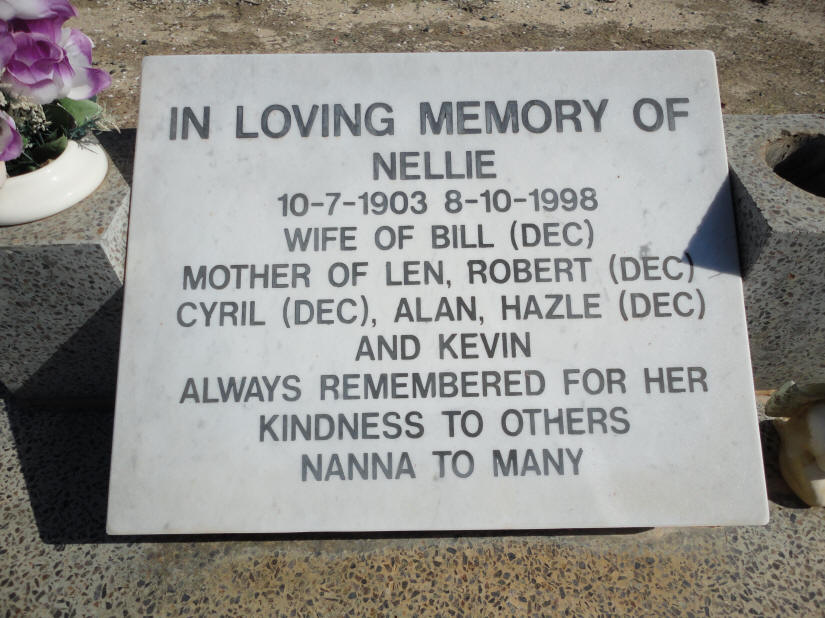 IN LOVING MEMORY OF
NELLIE
10-7-1903 8-10-1998
WIFE OF BILL (DEC)
MOTHER OF LEN, ROBERT (DEC)
CYRIL (DEC), ALAN, HAZLE (DEC)
AND KEVIN
ALWAYS REMEMBERED FOR HER
KINDNESS TO OTHERS
NANNA TO MANY